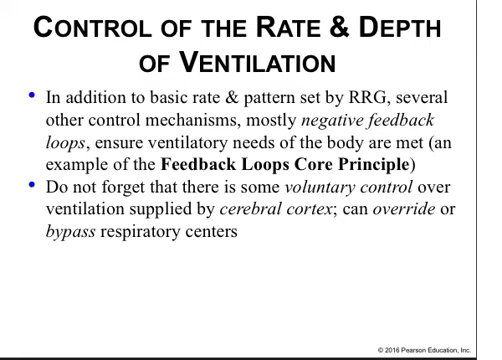 CONTROL OF THE RATE & DEPTH
OF VENTILATION
• In addition to basic rate & pattern set by RRG, several
other control mechanisms, mostly negative feedback
loops, ensure ventilatory needs of the body are met (an
example of the Feedback Loops Core Principle)
• Do not forget that there is some voluntary control over
ventilation supplied by cerebral cortex; can override or
bypass respiratory centers
© 2016 Pearson Education, Inc.